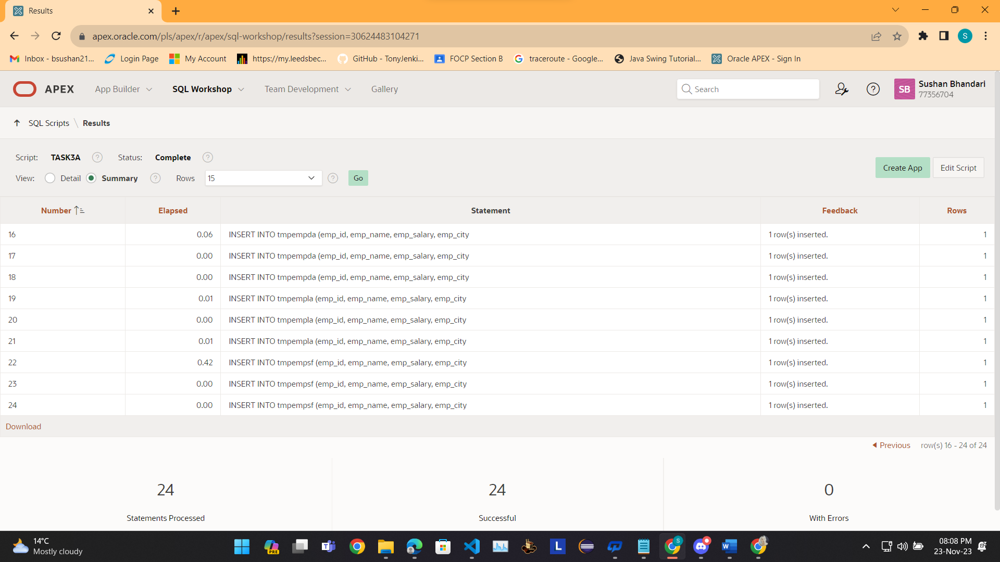 Results
apex.oracle.com/pls/apex/r/apex/sql-workshop/results?session=30624483104271
S
Inbox - bsushan21... Login Page My Account https://my.leedsbec... GitHub - TonyJenki... FOCP Section B traceroute - Google... Java Swing Tutorial... Oracle APEX - Sign In
APEX App Builder SQL Workshop Team Development Gallery Search ? SB Sushan Bhandari
77356704
SQL Scripts \ Results
Script: TASK3A ? Status: Complete ?
Create App Edit Script
View: Detail Summary ? Rows 15 ? Go
Number Elapsed Statement Feedback Rows
16 0.06 INSERT INTO tmpempda (emp_id, emp_name, emp_salary, emp_city 1 row(s) inserted. 1
17 0.00 INSERT INTO tmpempda (emp_id, emp_name, emp_salary, emp_city 1 row(s) inserted. 1
18 0.00 INSERT INTO tmpempda (emp_id, emp_name, emp_salary, emp_city 1 row(s) inserted. 1
19 0.01 INSERT INTO tmpempla (emp_id, emp_name, emp_salary, emp_city 1 row(s) inserted. 1
20 0.00 INSERT INTO tmpempla (emp_id, emp_name, emp_salary, emp_city 1 row(s) inserted. 1
21 0.01 INSERT INTO tmpempla (emp_id, emp_name, emp_salary, emp_city 1 row(s) inserted. 1
22 0.42 INSERT INTO tmpempsf (emp_id, emp_name, emp_salary, emp_city 1 row(s) inserted. 1
23 0.00 INSERT INTO tmpempsf (emp_id, emp_name, emp_salary, emp_city 1 row(s) inserted. 1
24 0.00 INSERT INTO tmpempsf (emp_id, emp_name, emp_salary, emp_city 1 row(s) inserted. 1
Download
Previous row(s) 16 - 24 of 24
24 24 0
Statements Processed Successful With Errors
14°C
Mostly cloudy
PRE
L
S
W
08:08 PM
23-Nov-23